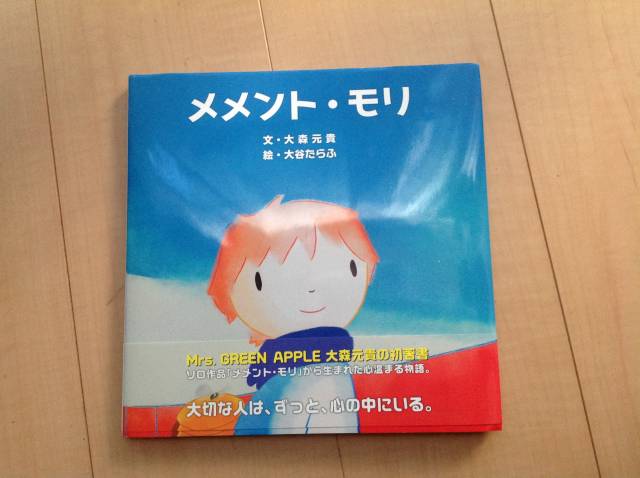 メメント・モリ
文・大森元貴
絵・大谷たらふ
Mrs. GREEN APPLE 大森元貴の初著書
ソロ作品「メメント・モリ」から生まれた心温まる物語。
大切な人は、ずっと、心の中にいる。